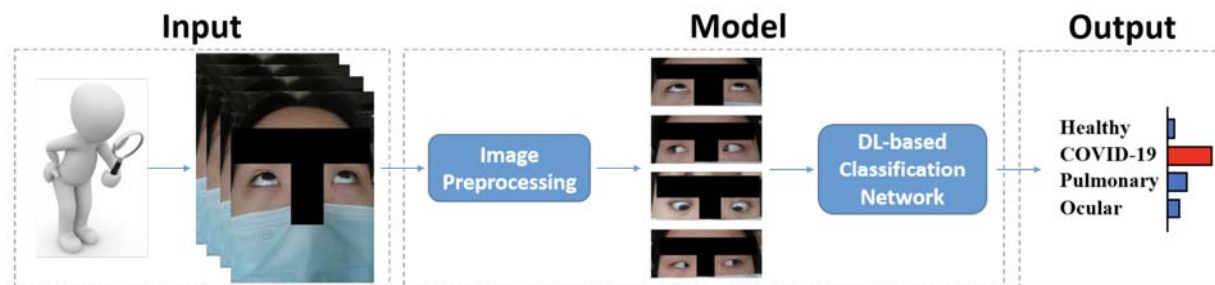 Input
Model
Output
Image
Preprocessing
DL-based
Classification
Network
Healthy
COVID-19
Pulmonary
Ocular